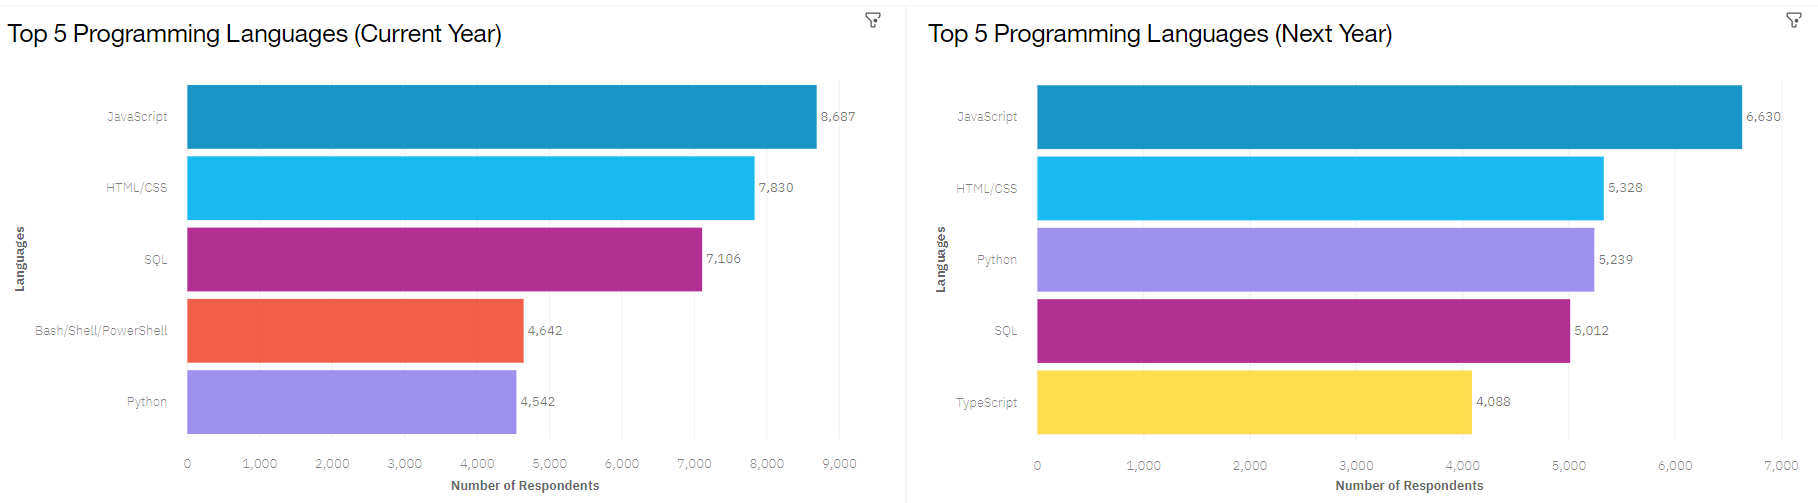 Top 5 Programming Languages (Current Year)
Languages
JavaScript
8,687
HTML/CSS
7,830
SQL
7,106
Bash/Shell/PowerShell
4,642
Python
4,542
0 1,000 2,000 3,000 4,000 5,000 6,000 7,000 8,000 9,000
Number of Respondents
Top 5 Programming Languages (Next Year)
Languages
JavaScript
6,630
HTML/CSS
5,328
Python
5,239
SQL
5,012
TypeScript
4,088
0 1,000 2,000 3,000 4,000 5,000 6,000 7,000
Number of Respondents